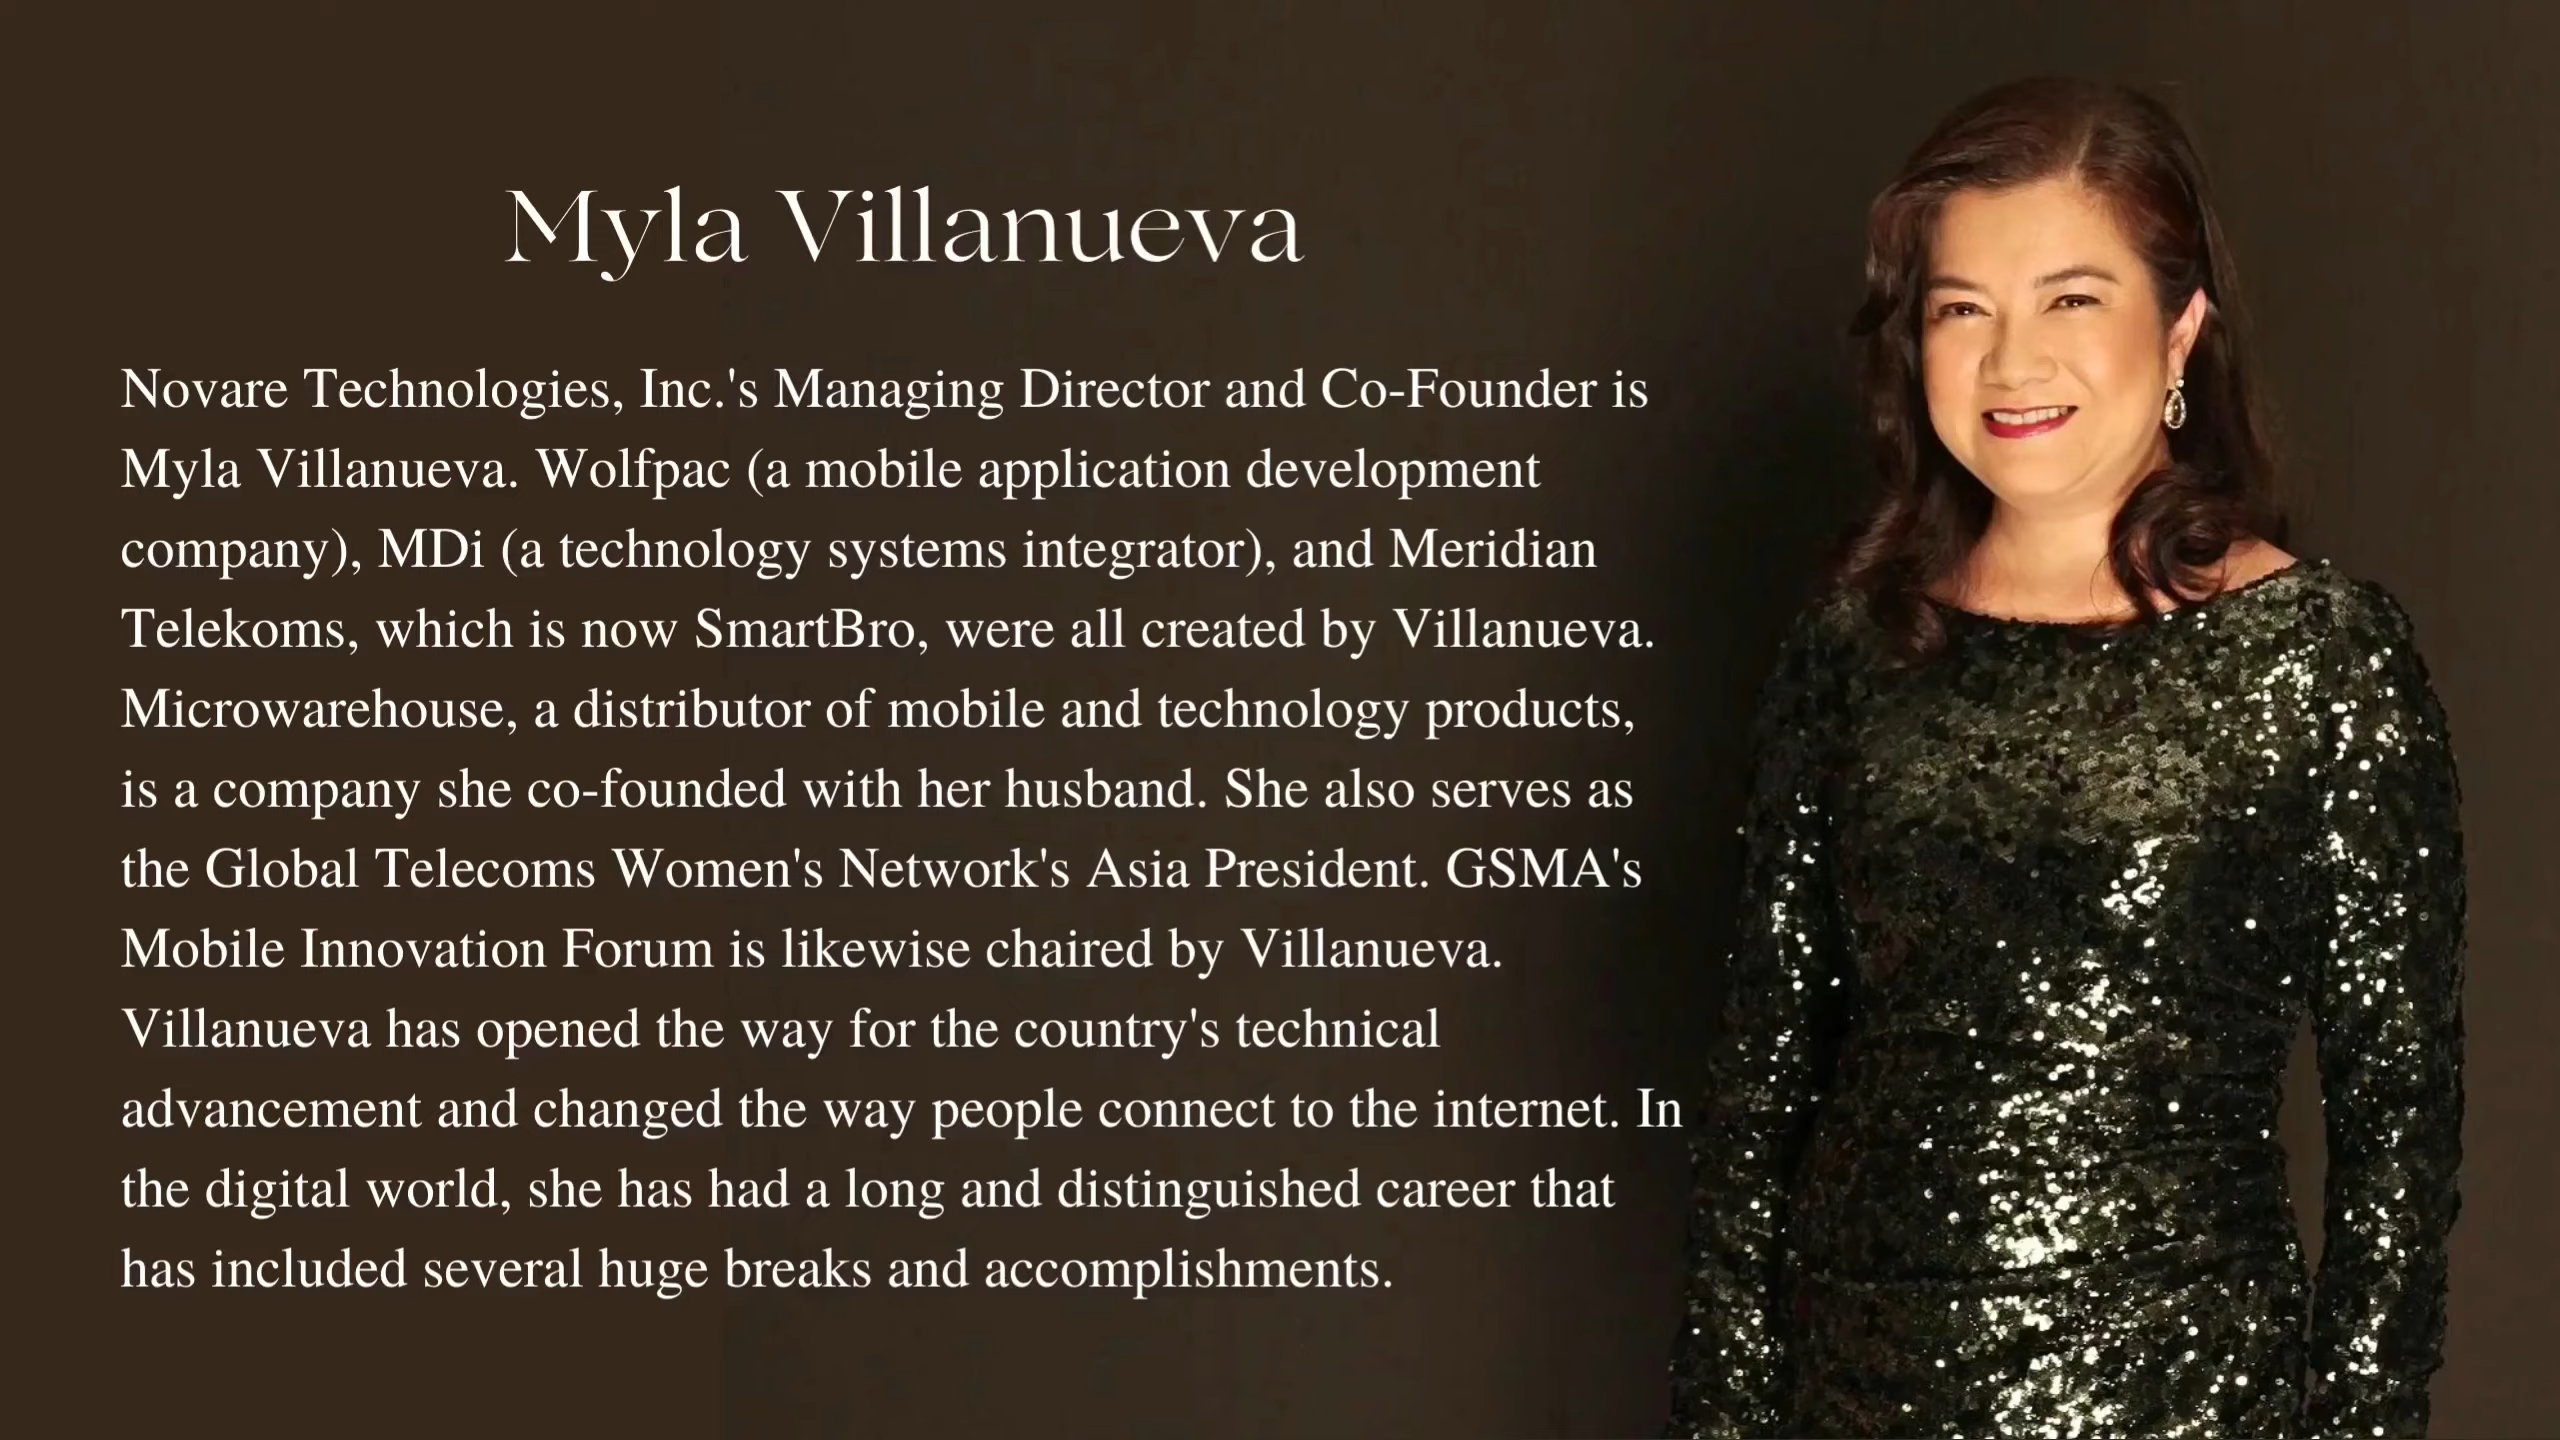 Myla Villanueva
Novare Technologies, Inc.'s Managing Director and Co-Founder is
Myla Villanueva. Wolfpac (a mobile application development
company), MDi (a technology systems integrator), and Meridian
Telekoms, which is now SmartBro, were all created by Villanueva.
Microwarehouse, a distributor of mobile and technology products,
is a company she co-founded with her husband. She also serves as
the Global Telecoms Women's Network's Asia President. GSMA's
Mobile Innovation Forum is likewise chaired by Villanueva.
Villanueva has opened the way for the country's technical
advancement and changed the way people connect to the internet. In
the digital world, she has had a long and distinguished career that
has included several huge breaks and accomplishments.